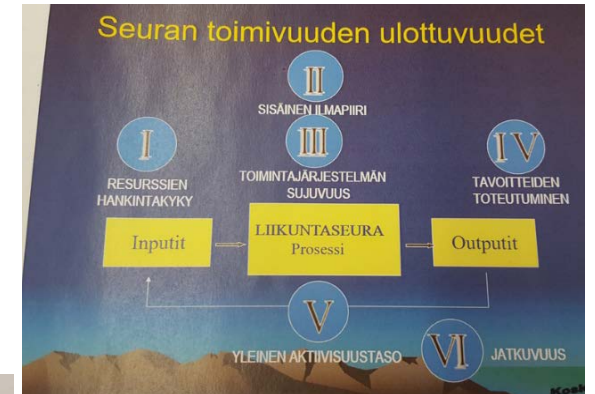 Seuran toimivuuden ulottuvuudet
II
SISÄINEN ILMAPIIRI
I
RESURSSIEN
HANKINTAKYKY
III
TOIMINTAJÄRJESTELMÄN
SUJUVUUS
IV
TAVOITTEIDEN
TOTEUTUMINEN
Inputit
LIIKUNTASEURA
Prosessi
Outputit
V
YLEINEN AKTIIVISUUSTASO
VI
JATKUVUUS